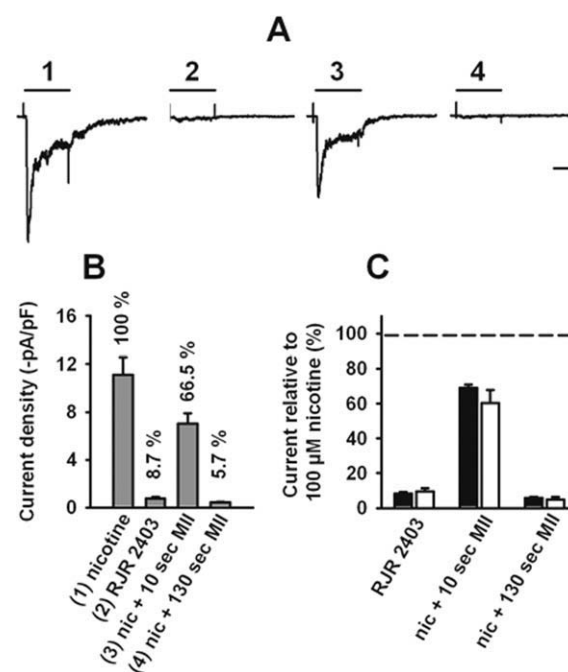 A
1 2 3 4
B
Current density (-pA/pF)
16
12
8
4
0
100 %
8.7 %
66.5 %
5.7 %
(1) nicotine
(2) RJR 2403
(3) nic + 10 sec MII
(4) nic + 130 sec MII
C
Current relative to
100 µM nicotine (%)
100
80
60
40
20
0
RJR 2403
nic + 10 sec MII
nic + 130 sec MII